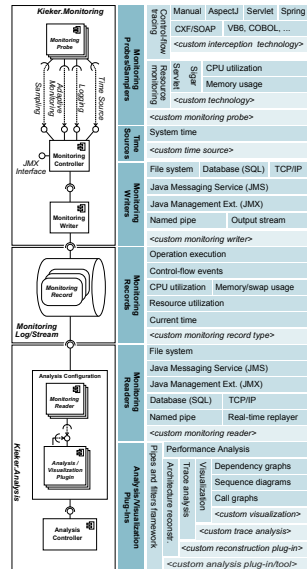 Kieker.Monitoring
Monitoring
Probe
Sampling
Adaptive
Monitoring
Logging
Time Source
JMX
Interface
Monitoring
Controller
Monitoring
Writer
Monitoring
Record
Monitoring
Log/Stream
Analysis Configuration
Monitoring
Reader
Analysis /
Visualization
Plugin
Analysis
Controller
Kieker.Analysis
Monitoring
Probes/Samplers
Control-flow
tracing
Manual AspectJ Servlet Spring
CXF/SOAP VB6, COBOL, ...
<custom interception technology>
Resource
monitoring
Servlet
Sigar
CPU utilization
Memory usage
<custom technology>
<custom monitoring probe>
Time
Sources
System time
<custom time source>
Monitoring
Writers
File system Database (SQL) TCP/IP
Java Messaging Service (JMS)
Java Management Ext. (JMX)
Named pipe Output stream
<custom monitoring writer>
Monitoring
Records
Operation execution
Control-flow events
CPU utilization Memory/swap usage
Resource utilization
Current time
<custom monitoring record type>
Monitoring
Readers
File system
Java Messaging Service (JMS)
Java Management Ext. (JMX)
Database (SQL) TCP/IP
Named pipe Real-time replayer
<custom monitoring reader>
Analysis/Visualization
Plug-Ins
Pipes and filters framework
Performance Analysis
Architecture reconstr.
Trace analysis
Visualization
Dependency graphs
Sequence diagrams
Call graphs
<custom visualization>
<custom trace analysis>
<custom reconstruction plug-in>
<custom analysis plug-in/tool>